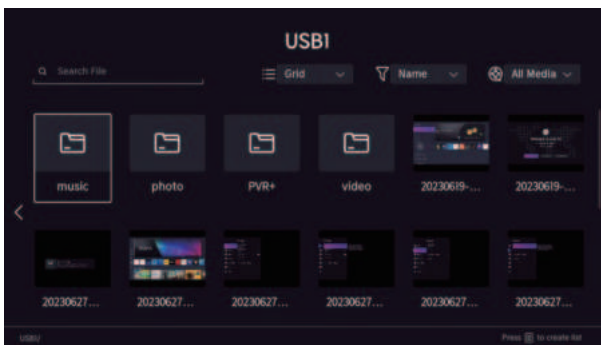 USB1
Search File Grid Name All Media
music photo PVR+ video 20230619-... 20230619-...
20230627... 20230627... 20230627... 20230627... 20230627... 20230627...
USB1/ Press to create list